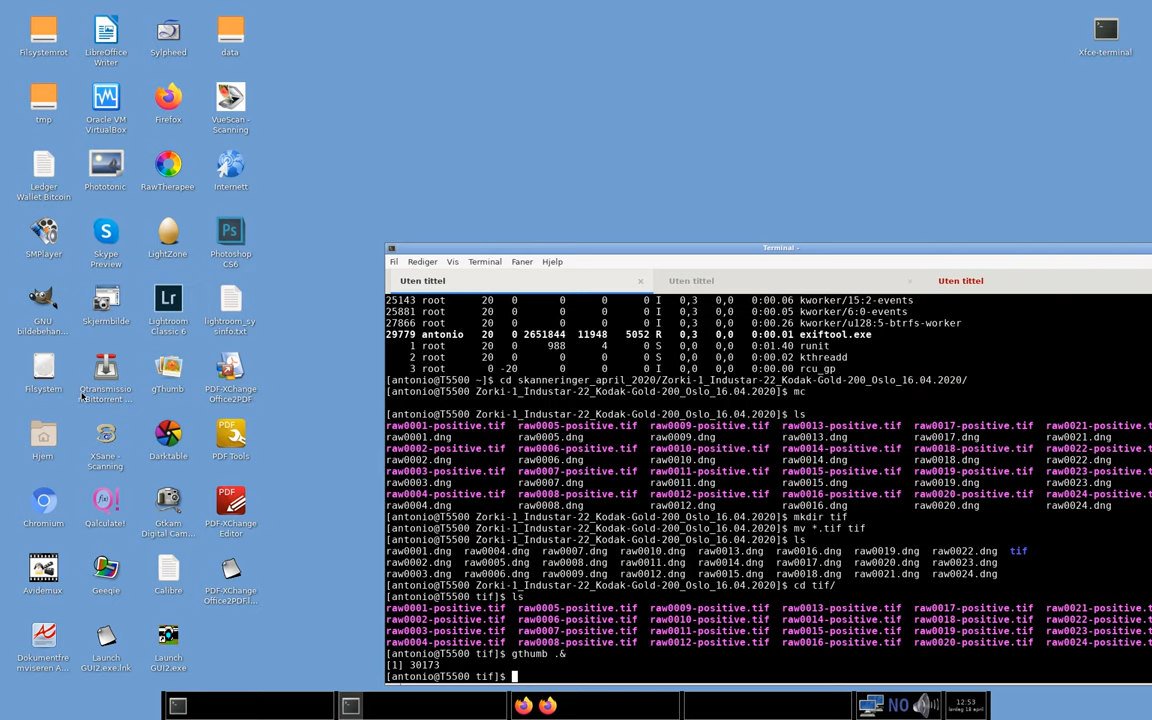 Filsystemrot
LibreOffice
Writer
Sylpheed
data
Xfce-terminal
tmp
Oracle VM
VirtualBox
Firefox
VueScan -
Scanning
Ledger
Wallet Bitcoin
Phototonic
RawTherapee
Internett
SMPlayer
Skype
Preview
LightZone
Photoshop
CS6
GNU
bildebehan...
Skjermbilde
Lightroom
Classic 6
lightroom_sy
sinfo.txt
Filsystem
Qtransmissio
nBittorrent ...
gThumb
PDF-XChange
Office2PDF
Hjem
XSane -
Scanning
Darktable
PDF Tools
Chromium
Qalculate!
Gtkam
Digital Cam...
PDF-XChange
Editor
Avidemux
Geeqie
Calibre
PDF-XChange
Office2PDF.l...
Dokumentfre
mviseren A...
Launch
GUI2.exe.lnk
Launch
GUI2.exe
Terminal -
Fil Rediger Vis Terminal Faner Hjelp
Uten tittel × Uten tittel × Uten tittel
25143 root 20 0 0 0 0 I 0,3 0,0 0:00.06 kworker/15:2-events
25881 root 20 0 0 0 0 I 0,3 0,0 0:00.05 kworker/6:0-events
27866 root 20 0 0 0 0 I 0,3 0,0 0:00.26 kworker/u128:5-btrfs-worker
29779 antonio 20 0 2651844 11948 5052 R 0,3 0,0 0:00.01 exiftool.exe
1 root 20 0 988 4 0 S 0,0 0,0 0:01.40 runit
2 root 20 0 0 0 0 S 0,0 0,0 0:00.02 kthreadd
3 root 0 -20 0 0 0 I 0,0 0,0 0:00.00 rcu_gp
[antonio@T5500 ~]$ cd skanneringer_april_2020/Zorki-1_Industar-22_Kodak-Gold-200_Oslo_16.04.2020/
[antonio@T5500 Zorki-1_Industar-22_Kodak-Gold-200_Oslo_16.04.2020]$ mc
[antonio@T5500 Zorki-1_Industar-22_Kodak-Gold-200_Oslo_16.04.2020]$ ls
raw0001-positive.tif raw0005-positive.tif raw0009-positive.tif raw0013-positive.tif raw0017-positive.tif raw0021-positive.t
raw0001.dng raw0005.dng raw0009.dng raw0013.dng raw0017.dng raw0021.dng
raw0002-positive.tif raw0006-positive.tif raw0010-positive.tif raw0014-positive.tif raw0018-positive.tif raw0022-positive.t
raw0002.dng raw0006.dng raw0010.dng raw0014.dng raw0018.dng raw0022.dng
raw0003-positive.tif raw0007-positive.tif raw0011-positive.tif raw0015-positive.tif raw0019-positive.tif raw0023-positive.t
raw0003.dng raw0007.dng raw0011.dng raw0015.dng raw0019.dng raw0023.dng
raw0004-positive.tif raw0008-positive.tif raw0012-positive.tif raw0016-positive.tif raw0020-positive.tif raw0024-positive.t
raw0004.dng raw0008.dng raw0012.dng raw0016.dng raw0020.dng raw0024.dng
[antonio@T5500 Zorki-1_Industar-22_Kodak-Gold-200_Oslo_16.04.2020]$ mkdir tif
[antonio@T5500 Zorki-1_Industar-22_Kodak-Gold-200_Oslo_16.04.2020]$ mv *.tif tif
[antonio@T5500 Zorki-1_Industar-22_Kodak-Gold-200_Oslo_16.04.2020]$ ls
raw0001.dng raw0004.dng raw0007.dng raw0010.dng raw0013.dng raw0016.dng raw0019.dng raw0022.dng tif
raw0002.dng raw0005.dng raw0008.dng raw0011.dng raw0014.dng raw0017.dng raw0020.dng raw0023.dng
raw0003.dng raw0006.dng raw0009.dng raw0012.dng raw0015.dng raw0018.dng raw0021.dng raw0024.dng
[antonio@T5500 Zorki-1_Industar-22_Kodak-Gold-200_Oslo_16.04.2020]$ cd tif/
[antonio@T5500 tif]$ ls
raw0001-positive.tif raw0005-positive.tif raw0009-positive.tif raw0013-positive.tif raw0017-positive.tif raw0021-positive.t
raw0002-positive.tif raw0006-positive.tif raw0010-positive.tif raw0014-positive.tif raw0018-positive.tif raw0022-positive.t
raw0003-positive.tif raw0007-positive.tif raw0011-positive.tif raw0015-positive.tif raw0019-positive.tif raw0023-positive.t
raw0004-positive.tif raw0008-positive.tif raw0012-positive.tif raw0016-positive.tif raw0020-positive.tif raw0024-positive.t
[antonio@T5500 tif]$ gthumb .&
[1] 30173
[antonio@T5500 tif]$
NO
12:53
lørdag 18 april